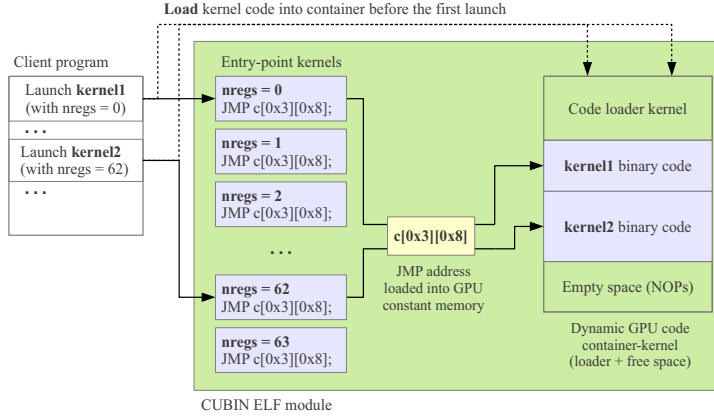 Load kernel code into container before the first launch
Client program
Launch kernel1
(with nregs = 0)
...
Launch kernel2
(with nregs = 62)
...
Entry-point kernels
nregs = 0
JMP c[0x3][0x8];
nregs = 1
JMP c[0x3][0x8];
nregs = 2
JMP c[0x3][0x8];
...
nregs = 62
JMP c[0x3][0x8];
nregs = 63
JMP c[0x3][0x8];
c[0x3][0x8]
JMP address
loaded into GPU
constant memory
Code loader kernel
kernel1 binary code
kernel2 binary code
Empty space (NOPs)
Dynamic GPU code
container-kernel
(loader + free space)
CUBIN ELF module